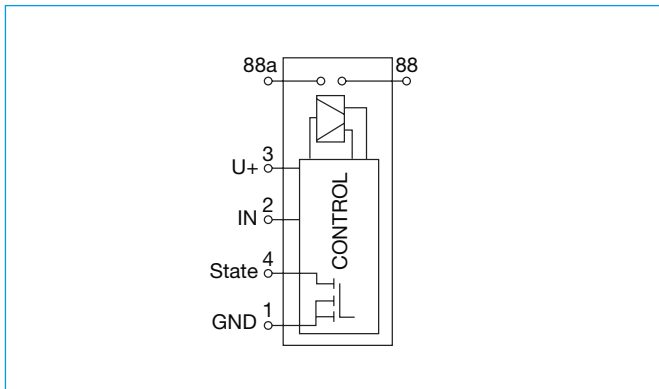 88a 88
U+ 3
IN 2
CONTROL
State 4
GND 1